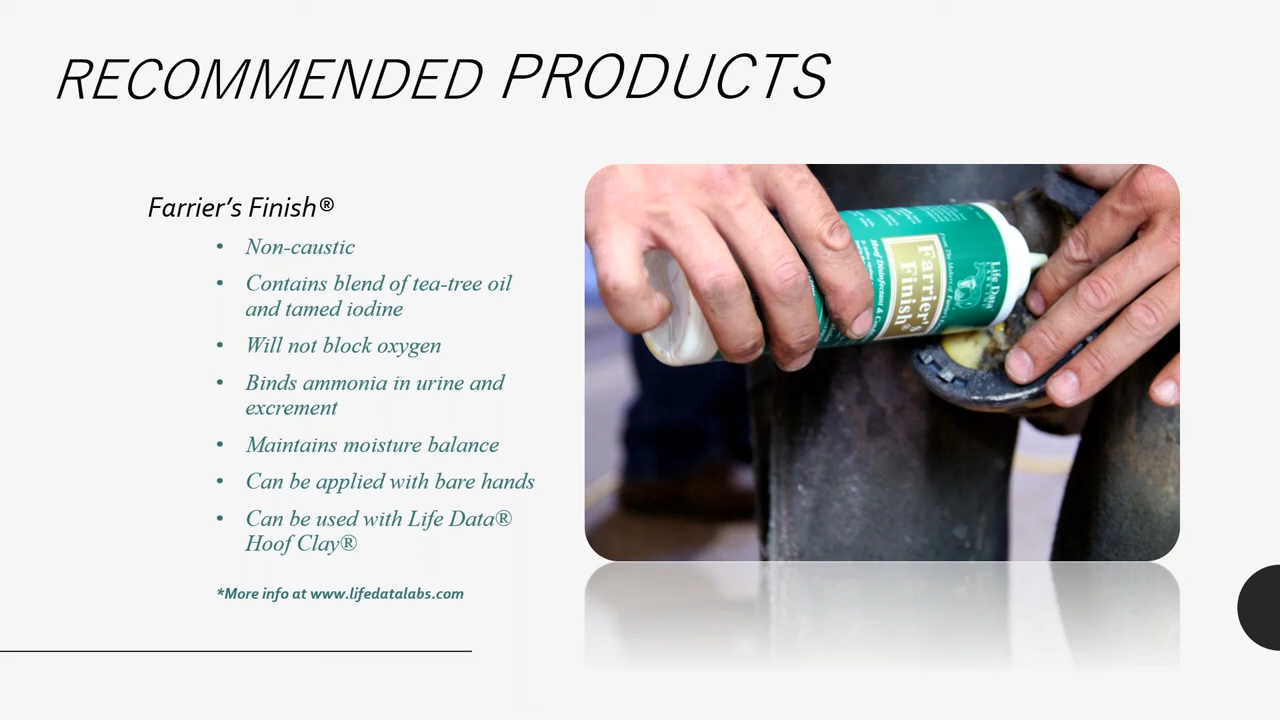 RECOMMENDED PRODUCTS
Farrier's Finish®
• Non-caustic
• Contains blend of tea-tree oil
and tamed iodine
• Will not block oxygen
• Binds ammonia in urine and
excrement
• Maintains moisture balance
• Can be applied with bare hands
• Can be used with Life Data®
Hoof Clay®
*More info at www.lifedatalabs.com
Life Data
Farrier's
Finish®
Hoof Disinfectant &